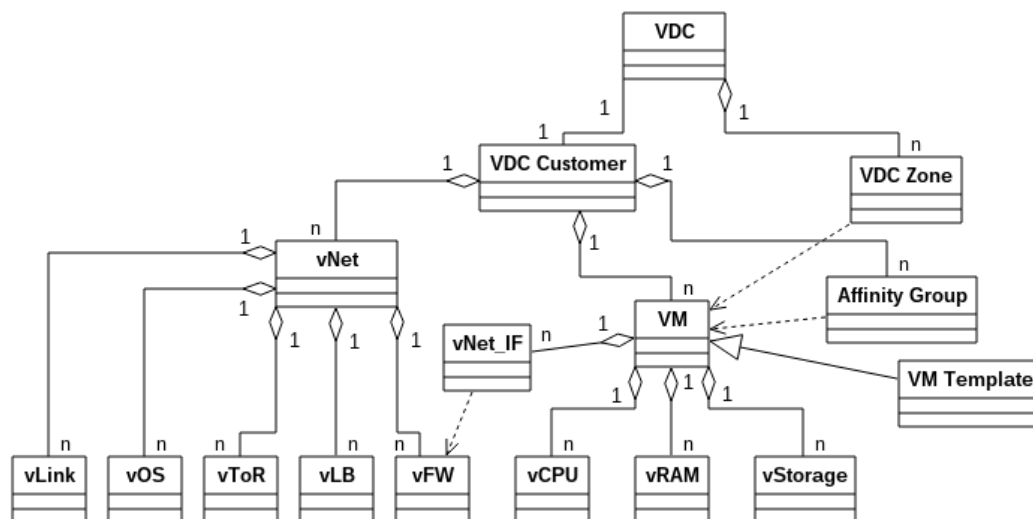 VDC
1
1
1
n
VDC Customer
1
1
1
VDC Zone
n
n
n
n
vNet
1
1
1
1
1
Affinity Group
VM
1
n
vNet_IF
1
1
1
VM Template
n
n
n
n
n
n
n
n
vLink
vOS
vToR
vLB
vFW
vCPU
vRAM
vStorage